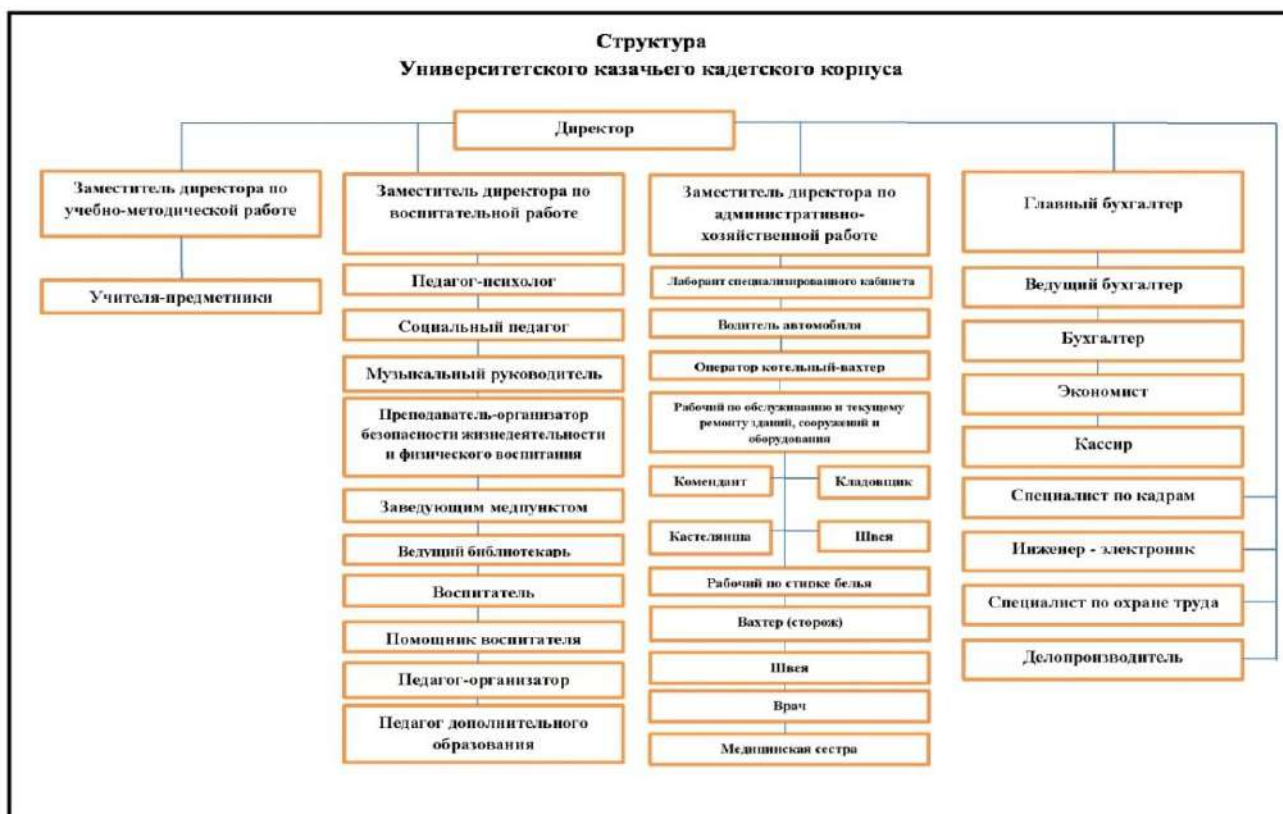 Структура
Университетского казачьего кадетского корпуса
Директор
Заместитель директора по
учебно-методической работе
Учителя-предметники
Заместитель директора по
воспитательной работе
Педагог-психолог
Социальный педагог
Музыкальный руководитель
Преподаватель-организатор
безопасности жизнедеятельности
и физического воспитания
Заведующим медпунктом
Ведущий библиотекарь
Воспитатель
Помощник воспитателя
Педагог-организатор
Педагог дополнительного
образования
Заместитель директора по
административно-
хозяйственной работе
Лаборант специализированного кабинета
Водитель автомобиля
Оператор котельный-вахтер
Рабочий по обслуживанию и текущему
ремонту зданий, сооружений и
оборудования
Комендант
Кладовщик
Кастелянша
Швея
Рабочий по стирке белья
Вахтер (сторож)
Швея
Врач
Медицинская сестра
Главный бухгалтер
Ведущий бухгалтер
Бухгалтер
Экономист
Кассир
Специалист по кадрам
Инженер - электроник
Специалист по охране труда
Делопроизводитель